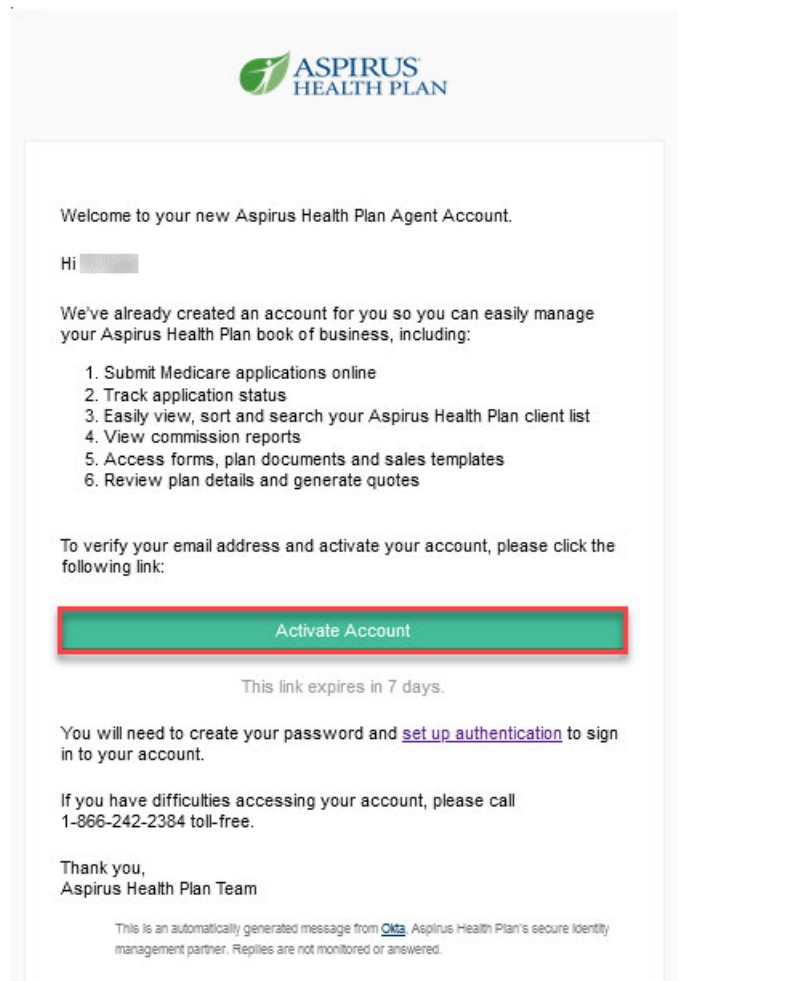 ASPIRUS
HEALTH PLAN
Welcome to your new Aspirus Health Plan Agent Account.
Hi
We've already created an account for you so you can easily manage
your Aspirus Health Plan book of business, including:
1. Submit Medicare applications online
2. Track application status
3. Easily view, sort and search your Aspirus Health Plan client list
4. View commission reports
5. Access forms, plan documents and sales templates
6. Review plan details and generate quotes
To verify your email address and activate your account, please click the
following link:
Activate Account
This link expires in 7 days.
You will need to create your password and set up authentication to sign
in to your account.
If you have difficulties accessing your account, please call
1-866-242-2384 toll-free.
Thank you,
Aspirus Health Plan Team
This is an automatically generated message from Okta, Aspirus Health Plan's secure identity
management partner. Replies are not monitored or answered.